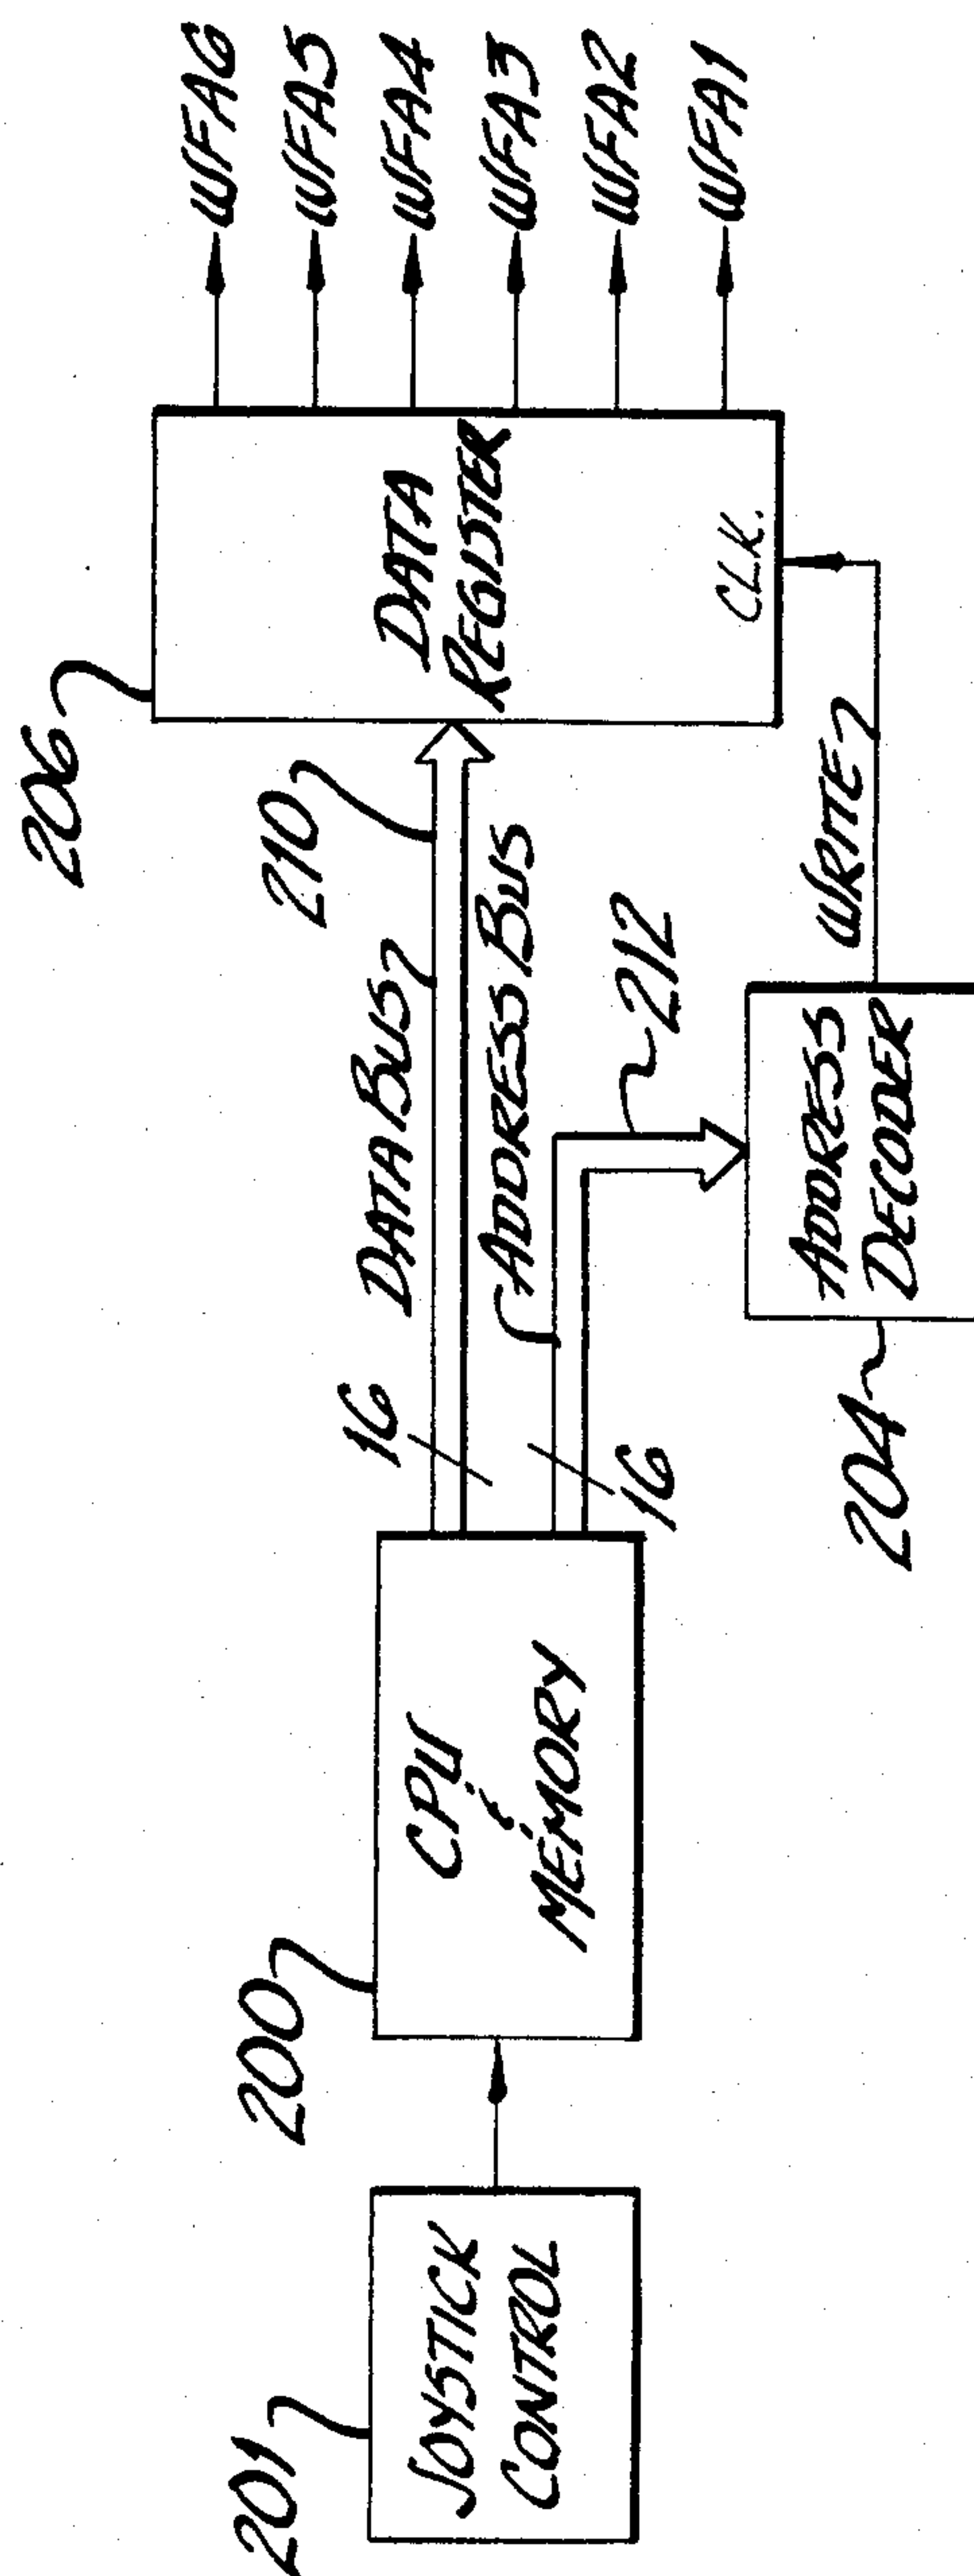 201
JOYSTICK
CONTROL
200
CPU
&
MEMORY
16
DATA BUS
210
16
ADDRESS BUS
212
204
ADDRESS
DECODER
WRITE
206
DATA
REGISTER
CLK.
WFA6
WFA5
WFA4
WFA3
WFA2
WFA1